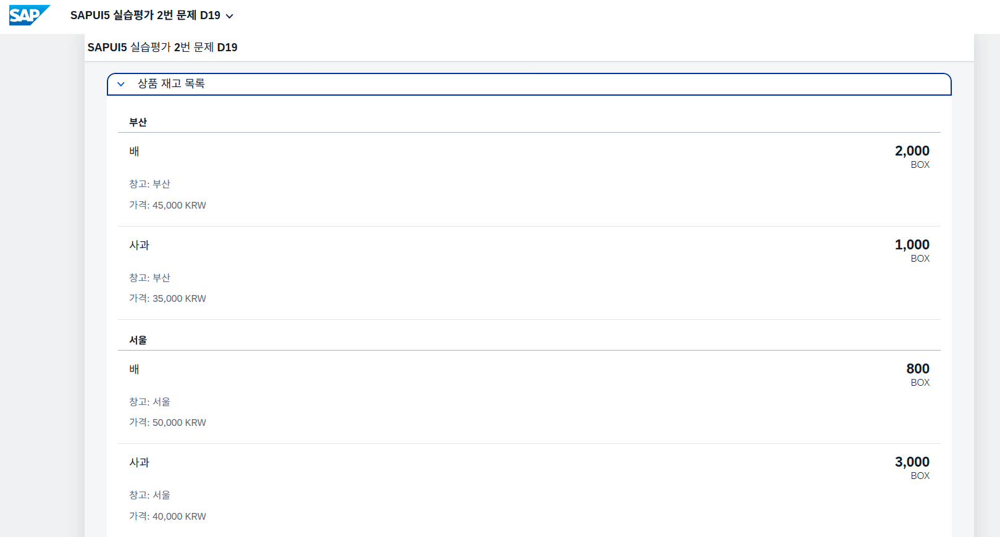 SAP
SAPUI5 실습평가 2번 문제 D19
SAPUI5 실습평가 2번 문제 D19
상품 재고 목록
부산
배
2,000
BOX
창고: 부산
가격: 45,000 KRW
사과
1,000
BOX
창고: 부산
가격: 35,000 KRW
서울
배
800
BOX
창고: 서울
가격: 50,000 KRW
사과
3,000
BOX
창고: 서울
가격: 40,000 KRW